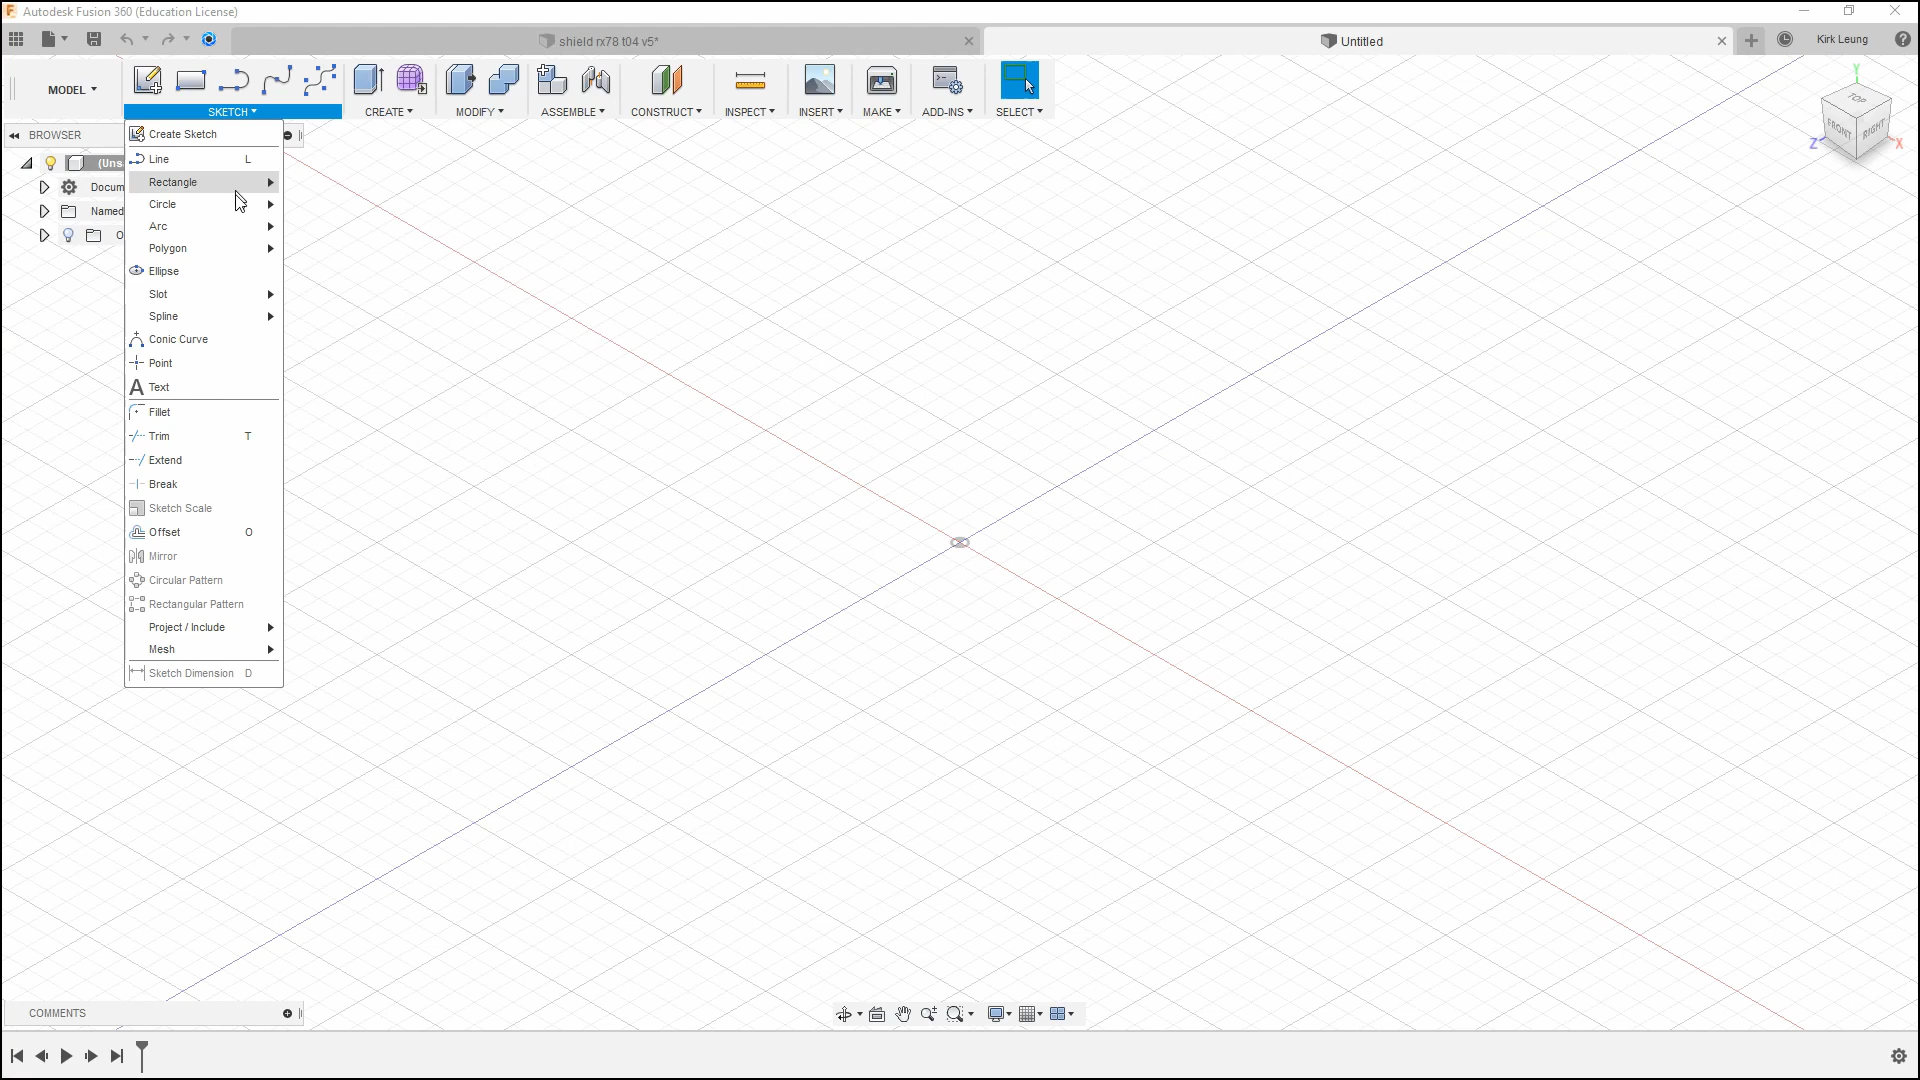 Autodesk Fusion 360 (Education License)
shield rx78 t04 v5*
Untitled
Kirk Leung
MODEL
SKETCH
CREATE
MODIFY
ASSEMBLE
CONSTRUCT
INSPECT
INSERT
MAKE
ADD-INS
SELECT
BROWSER
(Uns
Docum
Named
O
Create Sketch
Line L
Rectangle
Circle
Arc
Polygon
Ellipse
Slot
Spline
Conic Curve
Point
A Text
Fillet
Trim T
Extend
Break
Sketch Scale
Offset O
Mirror
Circular Pattern
Rectangular Pattern
Project / Include
Mesh
Sketch Dimension D
Y
TOP
FRONT
RIGHT
Z
X
COMMENTS